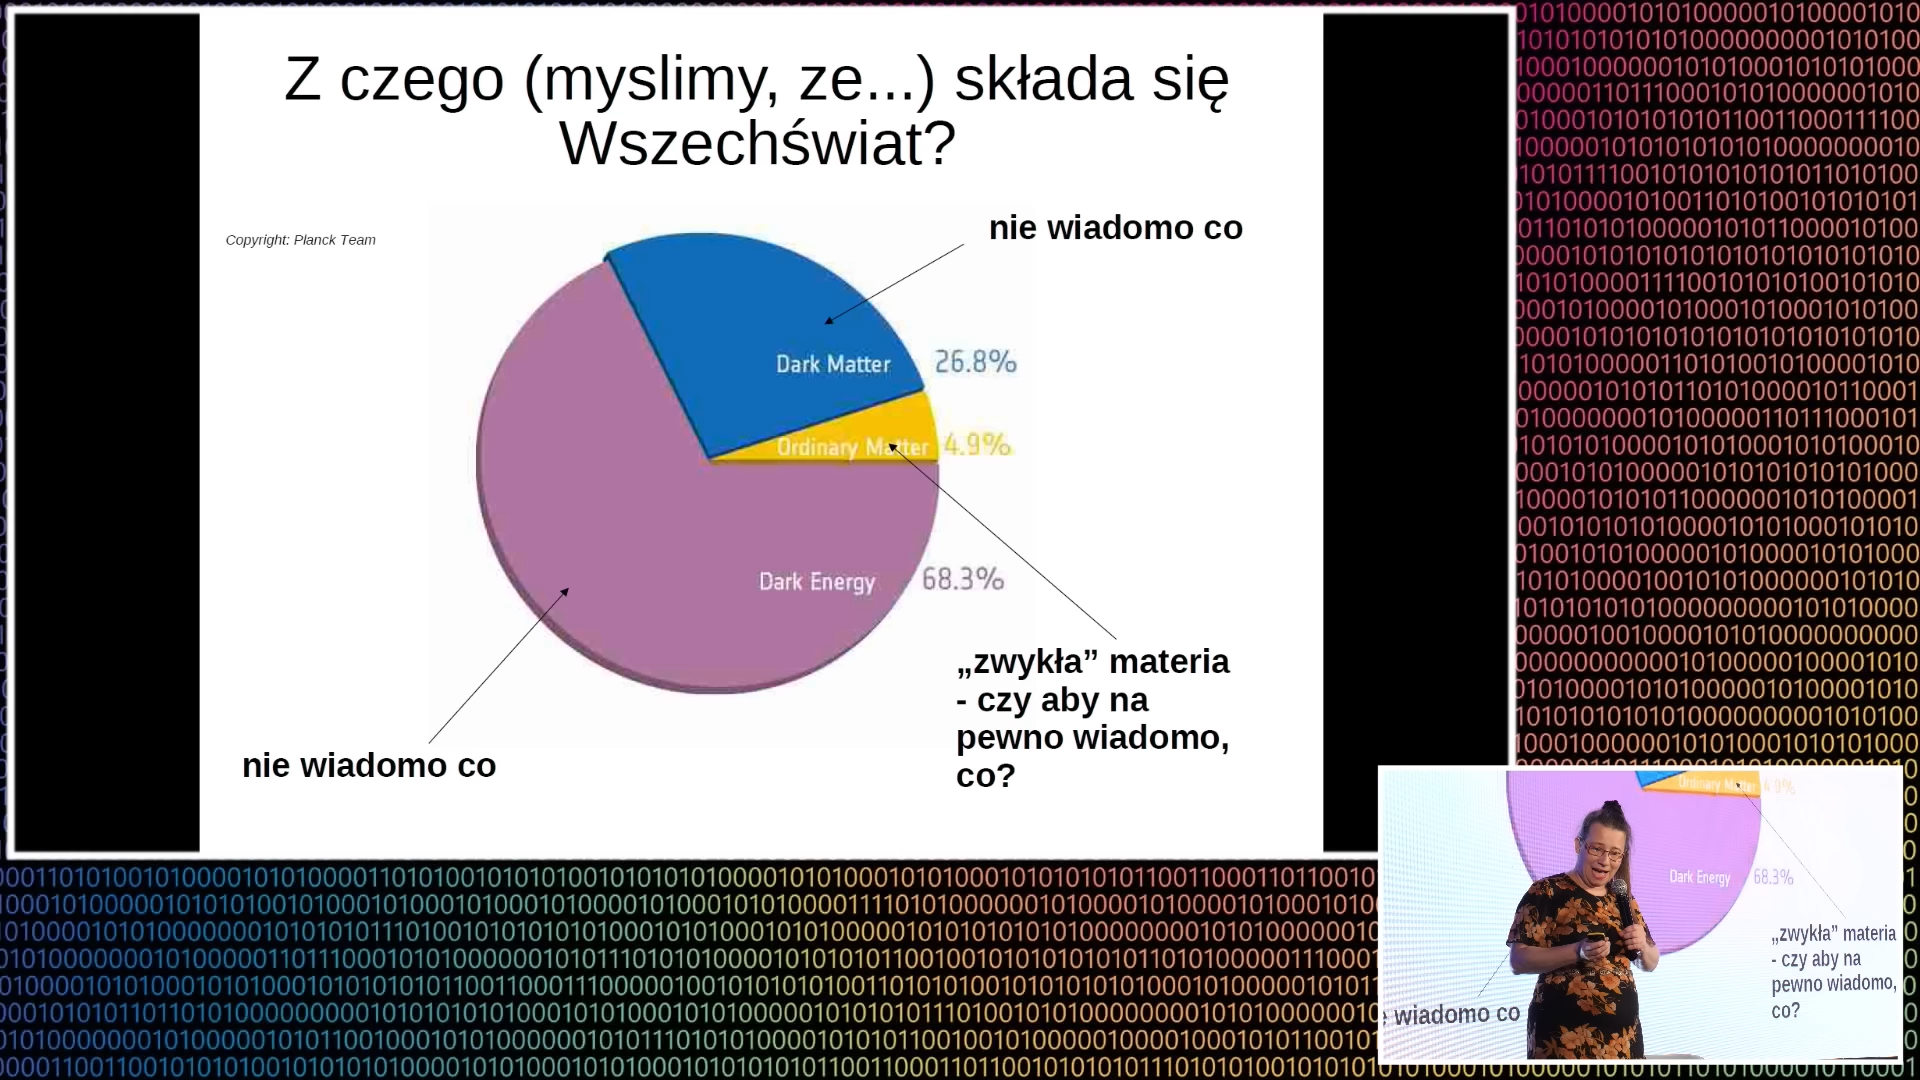 Z czego (myslimy, ze...) składa się
Wszechświat?
Copyright: Planck Team
nie wiadomo co
Dark Matter 26.8%
Ordinary Matter 4.9%
Dark Energy 68.3%
„zwykła” materia
- czy aby na
pewno wiadomo,
co?
nie wiadomo co
Ordinary Matter 4.9%
Dark Energy 68.3%
„zwykła” materia
- czy aby na
pewno wiadomo,
co?
wiadomo co